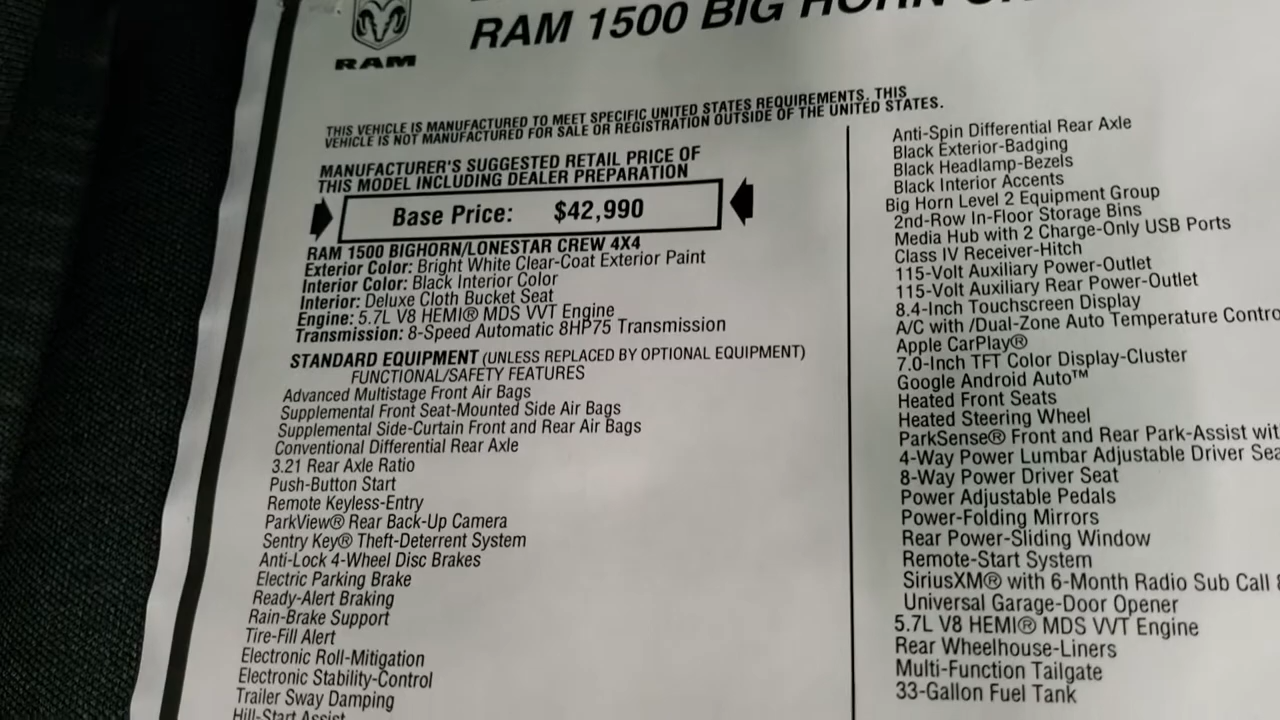 RAM
RAM 1500 BIG HORN
THIS VEHICLE IS MANUFACTURED TO MEET SPECIFIC UNITED STATES REQUIREMENTS. THIS
VEHICLE IS NOT MANUFACTURED FOR SALE OR REGISTRATION OUTSIDE OF THE UNITED STATES.
MANUFACTURER'S SUGGESTED RETAIL PRICE OF
THIS MODEL INCLUDING DEALER PREPARATION
Base Price: $42,990
RAM 1500 BIGHORN/LONESTAR CREW 4X4
Exterior Color: Bright White Clear-Coat Exterior Paint
Interior Color: Black Interior Color
Interior: Deluxe Cloth Bucket Seat
Engine: 5.7L V8 HEMI® MDS VVT Engine
Transmission: 8-Speed Automatic 8HP75 Transmission
STANDARD EQUIPMENT (UNLESS REPLACED BY OPTIONAL EQUIPMENT)
FUNCTIONAL/SAFETY FEATURES
Advanced Multistage Front Air Bags
Supplemental Front Seat-Mounted Side Air Bags
Supplemental Side-Curtain Front and Rear Air Bags
Conventional Differential Rear Axle
3.21 Rear Axle Ratio
Push-Button Start
Remote Keyless-Entry
ParkView® Rear Back-Up Camera
Sentry Key® Theft-Deterrent System
Anti-Lock 4-Wheel Disc Brakes
Electric Parking Brake
Ready-Alert Braking
Rain-Brake Support
Tire-Fill Alert
Electronic Roll-Mitigation
Electronic Stability-Control
Trailer Sway Damping
Hill-Start Assist
Anti-Spin Differential Rear Axle
Black Exterior-Badging
Black Headlamp-Bezels
Black Interior Accents
Big Horn Level 2 Equipment Group
2nd-Row In-Floor Storage Bins
Media Hub with 2 Charge-Only USB Ports
Class IV Receiver-Hitch
115-Volt Auxiliary Power-Outlet
115-Volt Auxiliary Rear Power-Outlet
8.4-Inch Touchscreen Display
A/C with /Dual-Zone Auto Temperature Contro
Apple CarPlay®
7.0-Inch TFT Color Display-Cluster
Google Android Auto™
Heated Front Seats
Heated Steering Wheel
ParkSense® Front and Rear Park-Assist wit
4-Way Power Lumbar Adjustable Driver Sea
8-Way Power Driver Seat
Power Adjustable Pedals
Power-Folding Mirrors
Rear Power-Sliding Window
Remote-Start System
SiriusXM® with 6-Month Radio Sub Call
Universal Garage-Door Opener
5.7L V8 HEMI® MDS VVT Engine
Rear Wheelhouse-Liners
Multi-Function Tailgate
33-Gallon Fuel Tank